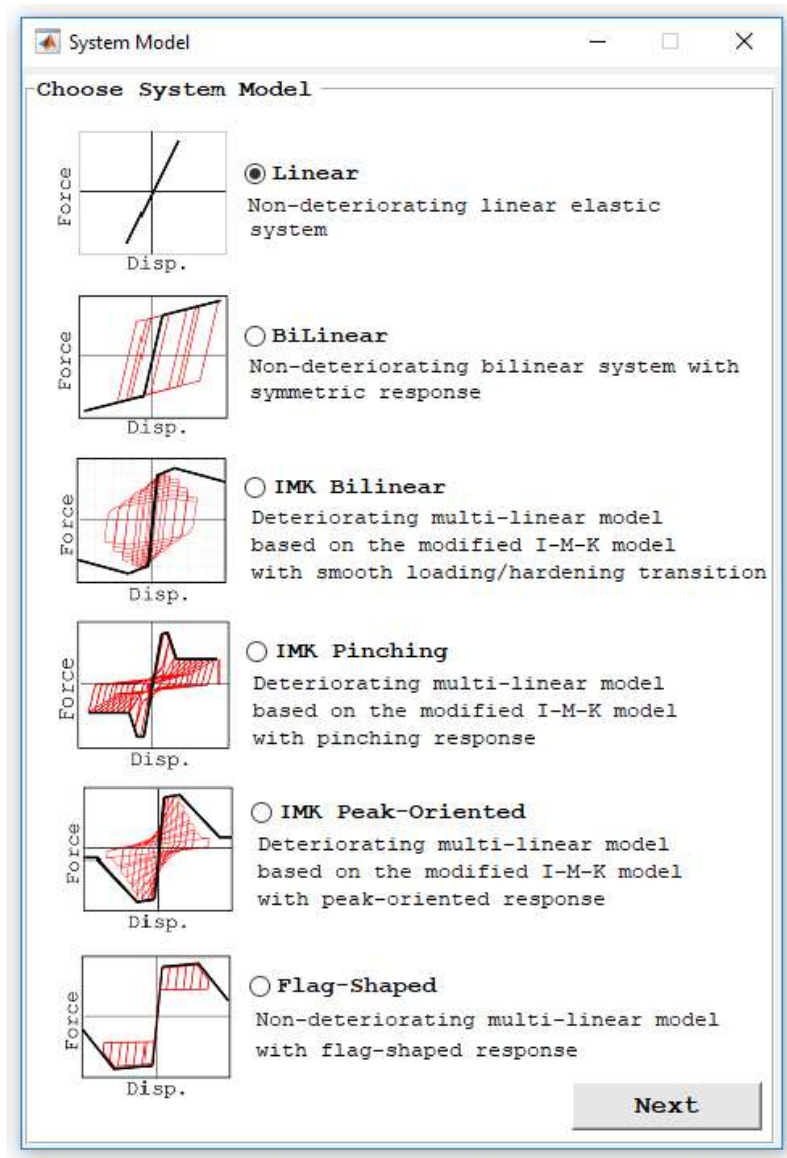 System Model
Choose System Model
Force
Disp.
Linear
Non-deteriorating linear elastic
system
Force
Disp.
BiLinear
Non-deteriorating bilinear system with
symmetric response
Force
Disp.
IMK Bilinear
Deteriorating multi-linear model
based on the modified I-M-K model
with smooth loading/hardening transition
Force
Disp.
IMK Pinching
Deteriorating multi-linear model
based on the modified I-M-K model
with pinching response
Force
Disp.
IMK Peak-Oriented
Deteriorating multi-linear model
based on the modified I-M-K model
with peak-oriented response
Force
Disp.
Flag-Shaped
Non-deteriorating multi-linear model
with flag-shaped response
Next